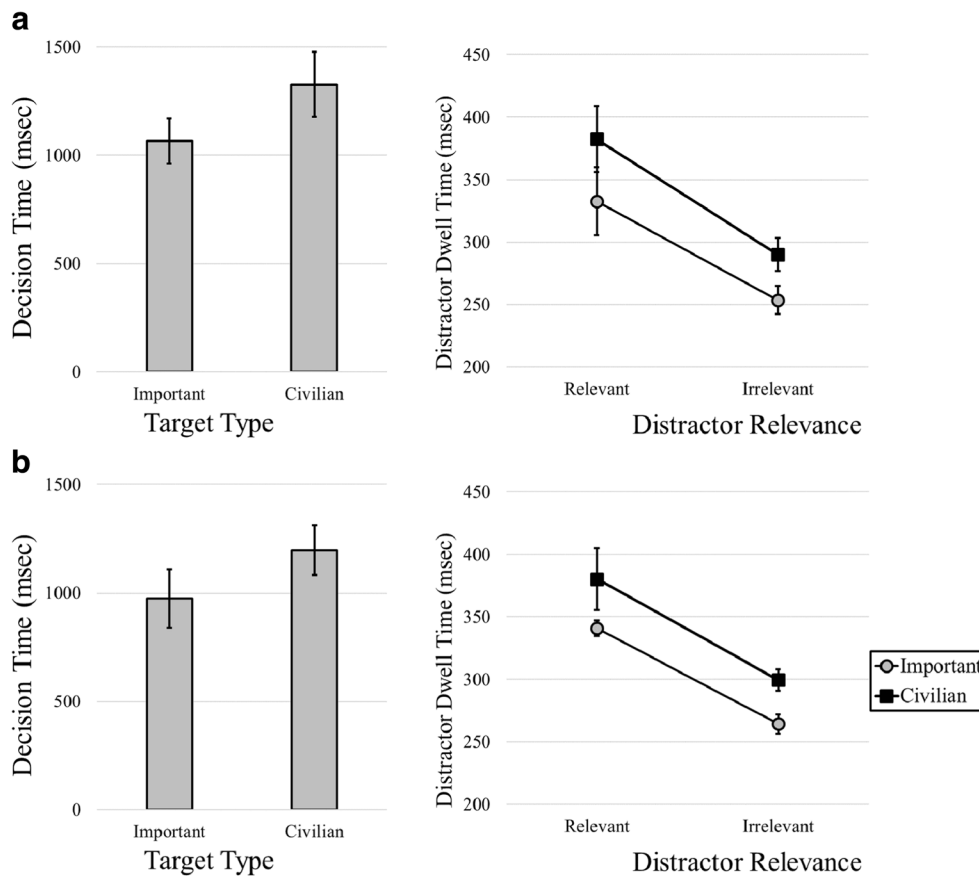 a
1500
1000
500
0
Decision Time (msec)
Important Civilian
Target Type
450
400
350
300
250
200
Distractor Dwell Time (msec)
Relevant Irrelevant
Distractor Relevance
b
1500
1000
500
0
Decision Time (msec)
Important Civilian
Target Type
450
400
350
300
250
200
Distractor Dwell Time (msec)
Relevant Irrelevant
Distractor Relevance
Important
Civilian